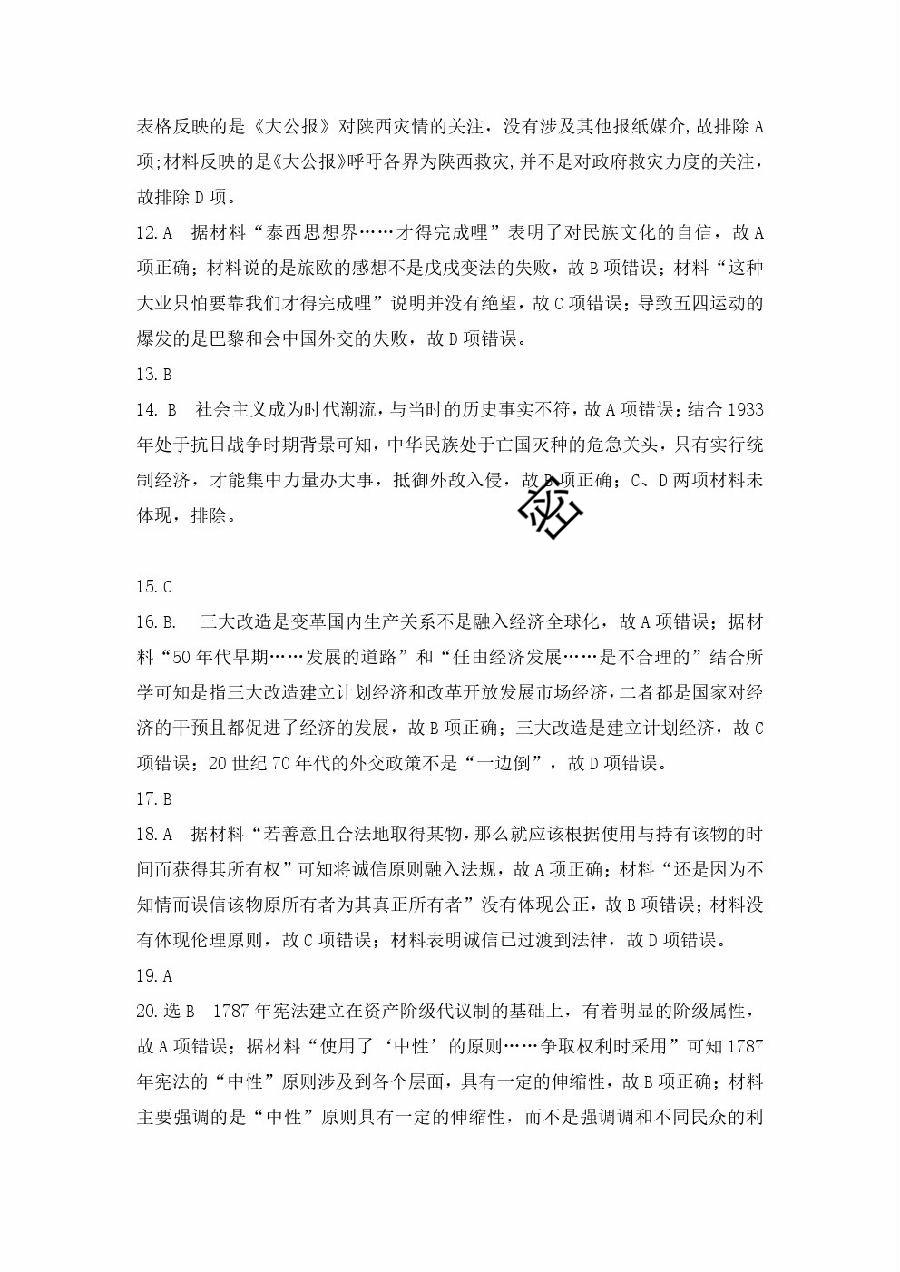 表格反映的是《大公报》对陕西灾情的关注，没有涉及其他报纸媒介，故排除 A
项；材料反映的是《大公报》呼吁各界为陕西救灾，并不是对政府救灾力度的关注，
故排除 D 项。
12.A 据材料“泰西思想界……才得完成哩”表明了对民族文化的自信，故 A
项正确；材料说的是旅欧的感想不是戊戌变法的失败，故 B 项错误；材料“这种
大业只怕要靠我们才得完成哩”说明并没有绝望，故 C 项错误；导致五四运动的
爆发的是巴黎和会中国外交的失败，故 D 项错误。
13.B
14. B 社会主义成为时代潮流，与当时的历史事实不符，故 A 项错误；结合 1933
年处于抗日战争时期背景可知，中华民族处于亡国灭种的危急关头，只有实行统
制经济，才能集中力量办大事，抵御外敌入侵，故 B 项正确；C、D 两项材料未
体现，排除。
密
15.C
16.B. 三大改造是变革国内生产关系不是融入经济全球化，故 A 项错误；据材
料“50 年代早期……发展的道路”和“任由经济发展……是不合理的”结合所
学可知是指三大改造建立计划经济和改革开放发展市场经济，二者都是国家对经
济的干预且都促进了经济的发展，故 B 项正确；三大改造是建立计划经济，故 C
项错误；20 世纪 70 年代的外交政策不是“一边倒”，故 D 项错误。
17.B
18.A 据材料“若善意且合法地取得某物，那么就应该根据使用与持有该物的时
间而获得其所有权”可知将诚信原则融入法规，故 A 项正确；材料“还是因为不
知情而误信该物原所有者为其真正所有者”没有体现公正，故 B 项错误；材料没
有体现伦理原则，故 C 项错误；材料表明诚信已过渡到法律，故 D 项错误。
19.A
20.选 B 1787 年宪法建立在资产阶级代议制的基础上，有着明显的阶级属性，
故 A 项错误；据材料“使用了‘中性’的原则……争取权利时采用”可知 1787
年宪法的“中性”原则涉及到各个层面，具有一定的伸缩性，故 B 项正确；材料
主要强调的是“中性”原则具有一定的伸缩性，而不是强调调和不同民众的利